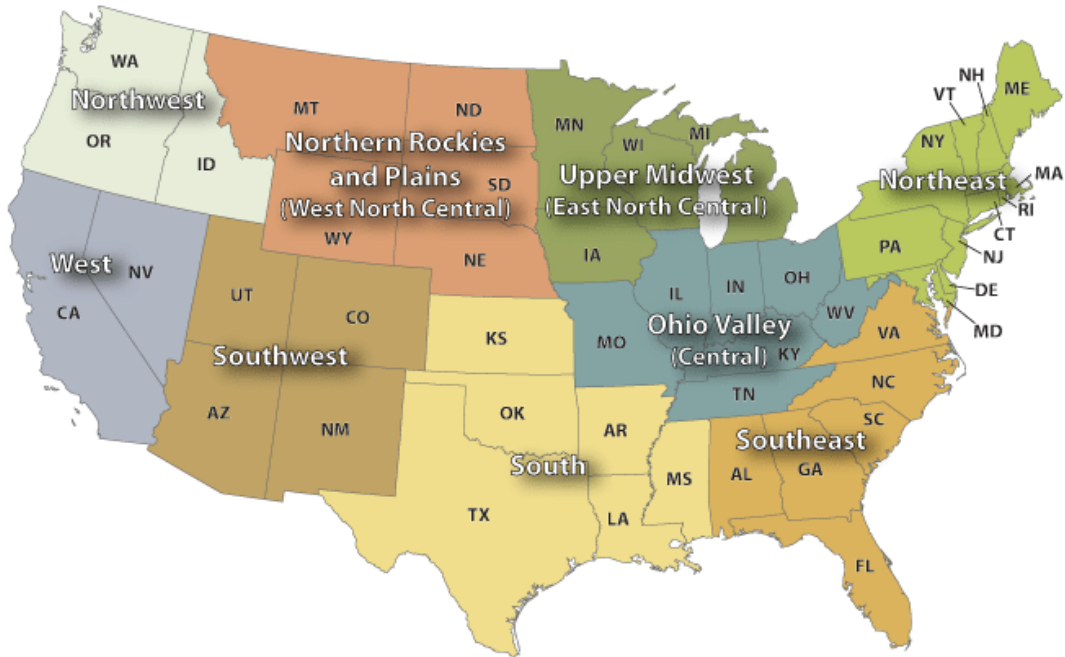 WA
Northwest
OR
ID
MT
ND
Northern Rockies
and Plains
(West North Central)
SD
WY
NE
MN
WI
MI
Upper Midwest
(East North Central)
IA
NH
VT
ME
NY
Northeast
MA
RI
CT
NJ
PA
DE
MD
West
NV
CA
UT
CO
Southwest
AZ
NM
KS
OK
AR
South
TX
LA
MS
IL
IN
OH
WV
Ohio Valley
(Central)
MO
KY
TN
VA
NC
SC
Southeast
AL
GA
FL